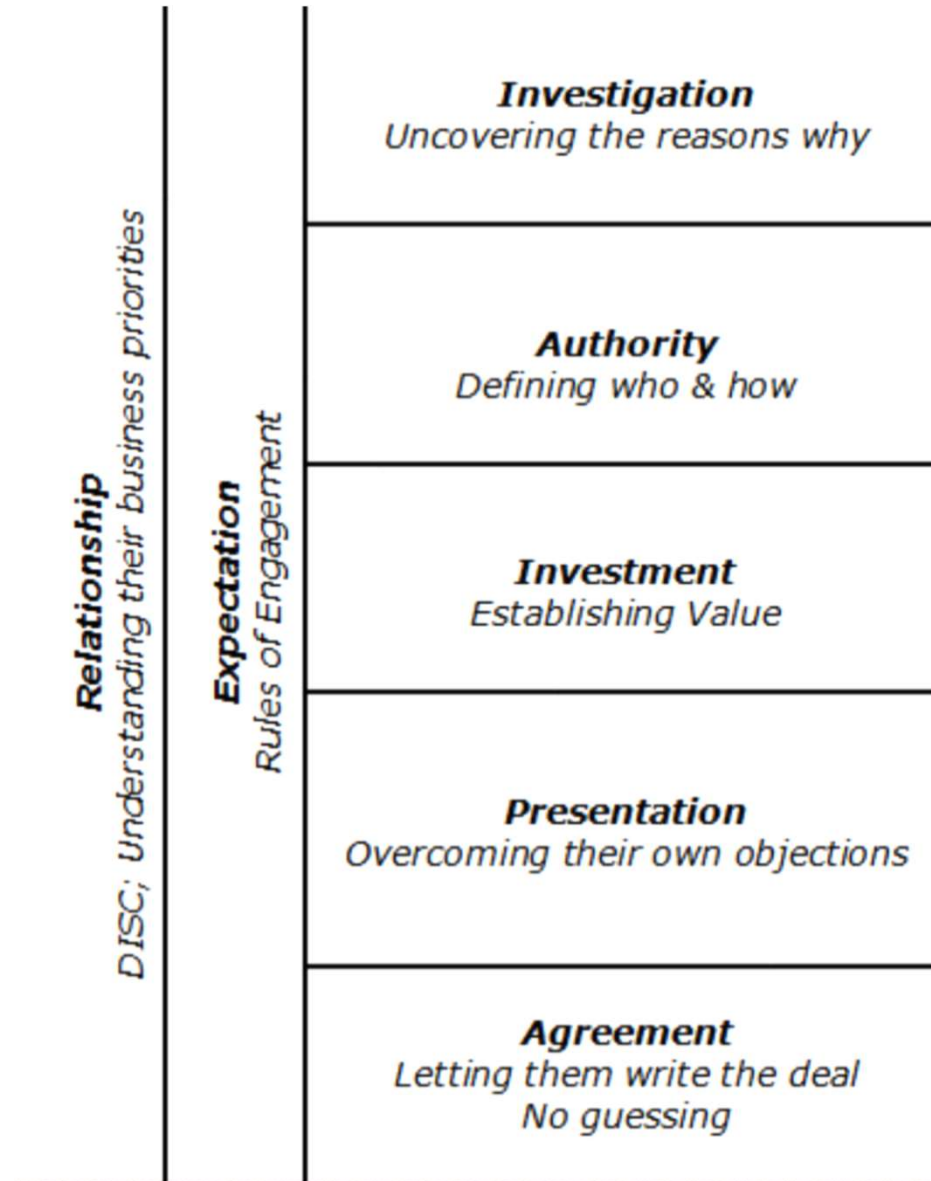 Relationship
DISC; understanding their business priorities
Expectation
Rules of Engagement
Investigation
Uncovering the reasons why
Authority
Defining who & how
Investment
Establishing Value
Presentation
Overcoming their own objections
Agreement
Letting them write the deal
No guessing